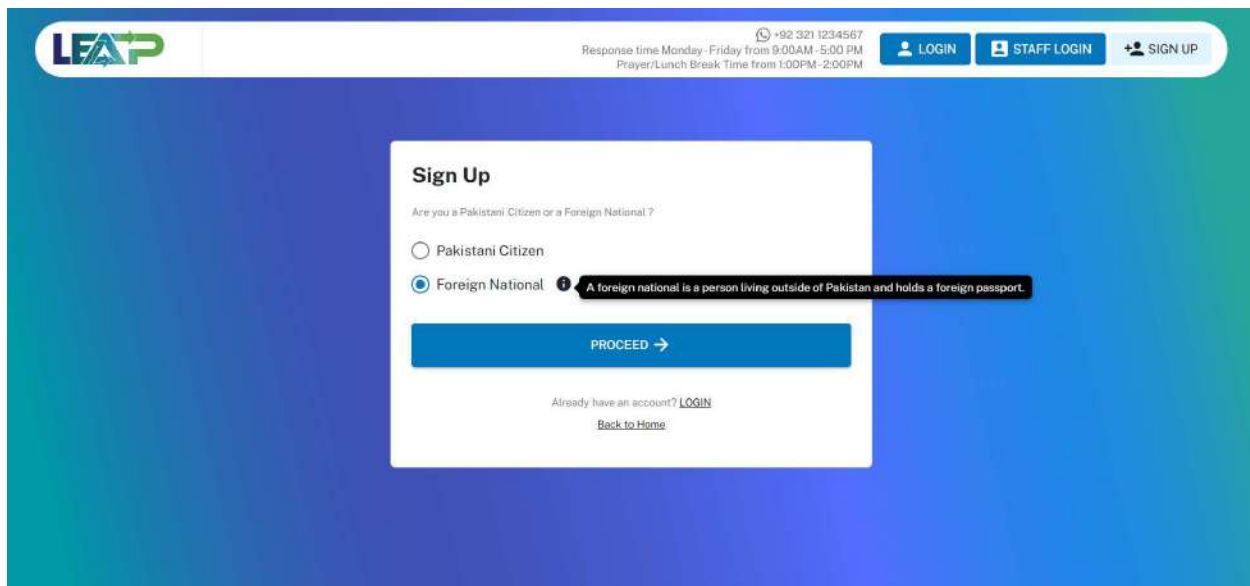 LEAP
+92 321 1234567
Response time Monday-Friday from 9:00AM-5:00 PM
Prayer/Lunch Break Time from 1:00PM-2:00PM
LOGIN
STAFF LOGIN
SIGN UP
Sign Up
Are you a Pakistani Citizen or a Foreign National ?
Pakistani Citizen
Foreign National
A foreign national is a person living outside of Pakistan and holds a foreign passport.
PROCEED →
Already have an account? LOGIN
Back to Home